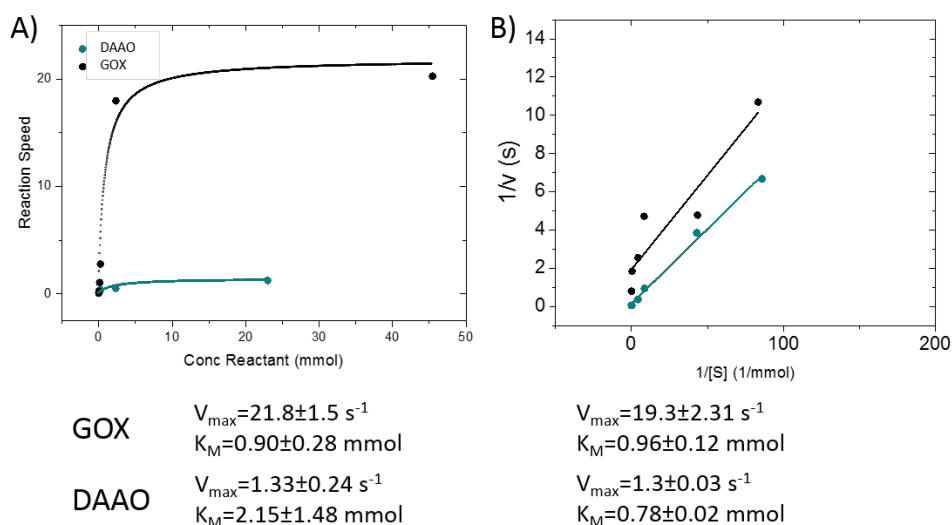 A)
DAAO
GOX
Reaction Speed
20
10
0
0
10
20
30
40
50
Conc Reactant (mmol)
B)
1/v (s)
14
12
10
8
6
4
2
0
0
100
200
1/[S] (1/mmol)
GOX
Vmax=21.8±1.5 s-1
KM=0.90±0.28 mmol
Vmax=19.3±2.31 s-1
KM=0.96±0.12 mmol
DAAO
Vmax=1.33±0.24 s-1
KM=2.15±1.48 mmol
Vmax=1.3±0.03 s-1
KM=0.78±0.02 mmol